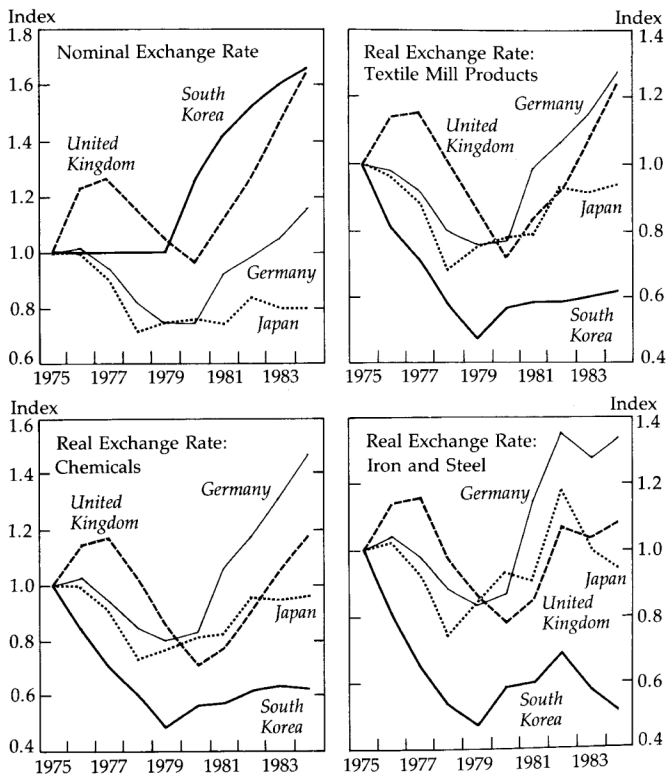 Index
1.8
1.6
1.4
1.2
1.0
0.8
0.6
Nominal Exchange Rate
South
Korea
United
Kingdom
Germany
Japan
1975 1977 1979 1981 1983
Index
1.4
1.2
1.0
0.8
0.6
0.4
Real Exchange Rate:
Textile Mill Products
Germany
United
Kingdom
Japan
South
Korea
1975 1977 1979 1981 1983
Index
1.6
1.4
1.2
1.0
0.8
0.6
0.4
Real Exchange Rate:
Chemicals
Germany
United
Kingdom
Japan
South
Korea
1975 1977 1979 1981 1983
Index
1.4
1.2
1.0
0.8
0.6
0.4
Real Exchange Rate:
Iron and Steel
Germany
Japan
United
Kingdom
South
Korea
1975 1977 1979 1981 1983